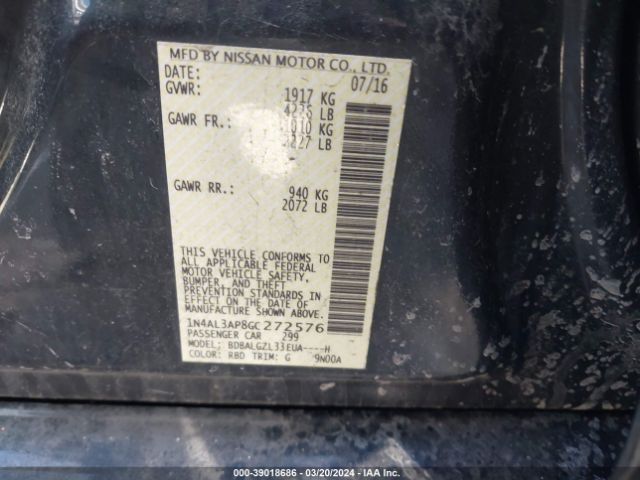 MFD BY NISSAN MOTOR CO., LTD.
DATE: 07/16
GVWR: 1917 KG
LB
GAWR FR.: KG
LB
GAWR RR.: 940 KG
2072 LB
THIS VEHICLE CONFORMS TO
ALL APPLICABLE FEDERAL
MOTOR VEHICLE SAFETY,
BUMPER, AND THEFT
PREVENTION STANDARDS IN
EFFECT ON THE DATE OF
MANUFACTURE SHOWN ABOVE.
1N4AL3AP8GC272576
PASSENGER CAR 299
MODEL: BDBALGZL33EUA----H
COLOR: RBD TRIM: G 9N00A
000-39018686 - 03/20/2024 - IAA Inc.